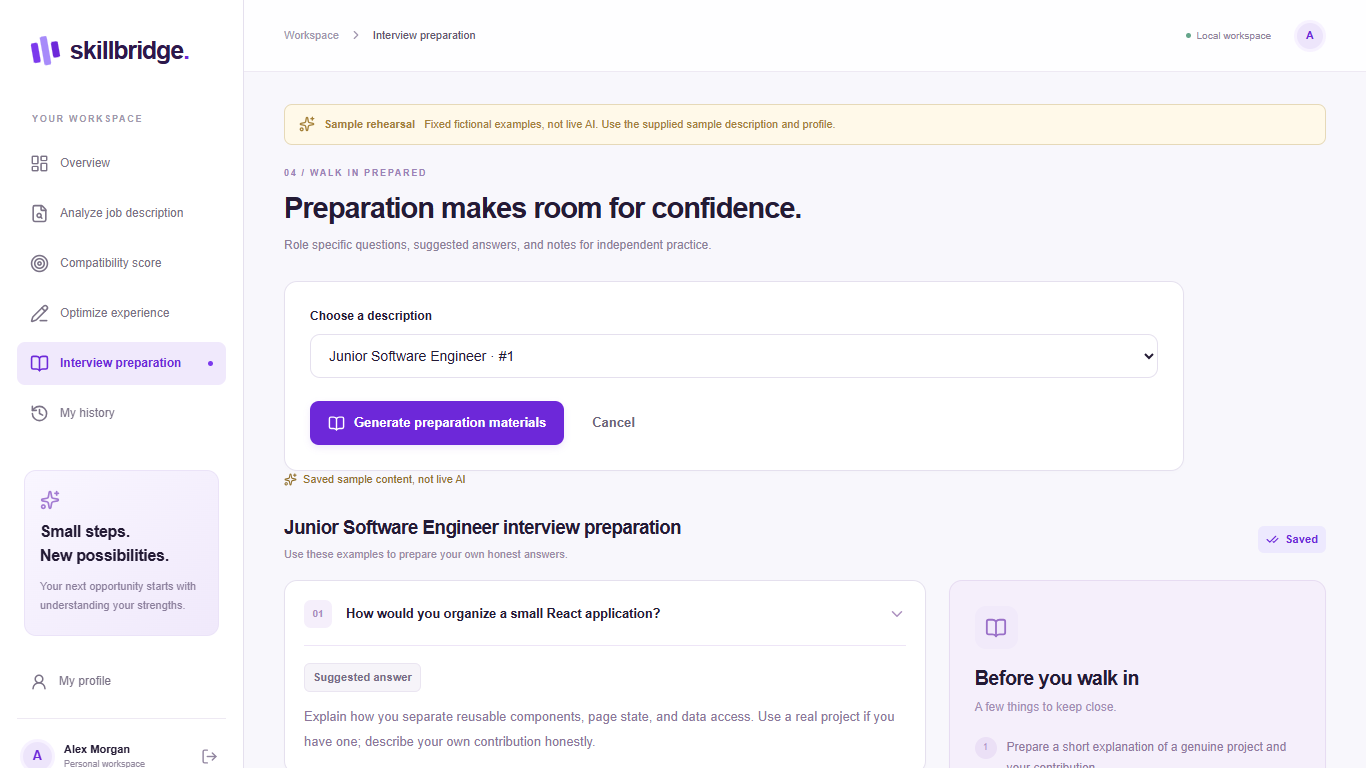 skillbridge.
YOUR WORKSPACE
Overview
Analyze job description
Compatibility score
Optimize experience
Interview preparation
My history
Small steps.
New possibilities.
Your next opportunity starts with
understanding your strengths.
My profile
A
Alex Morgan
Personal workspace
Workspace
Interview preparation
Local workspace
A
Sample rehearsal Fixed fictional examples, not live AI. Use the supplied sample description and profile.
04 / WALK IN PREPARED
Preparation makes room for confidence.
Role specific questions, suggested answers, and notes for independent practice.
Choose a description
Junior Software Engineer · #1
Generate preparation materials
Cancel
Saved sample content, not live AI
Junior Software Engineer interview preparation
Use these examples to prepare your own honest answers.
Saved
01
How would you organize a small React application?
Suggested answer
Explain how you separate reusable components, page state, and data access. Use a real project if you
have one; describe your own contribution honestly.
Before you walk in
A few things to keep close.
1
Prepare a short explanation of a genuine project and
your contribution.